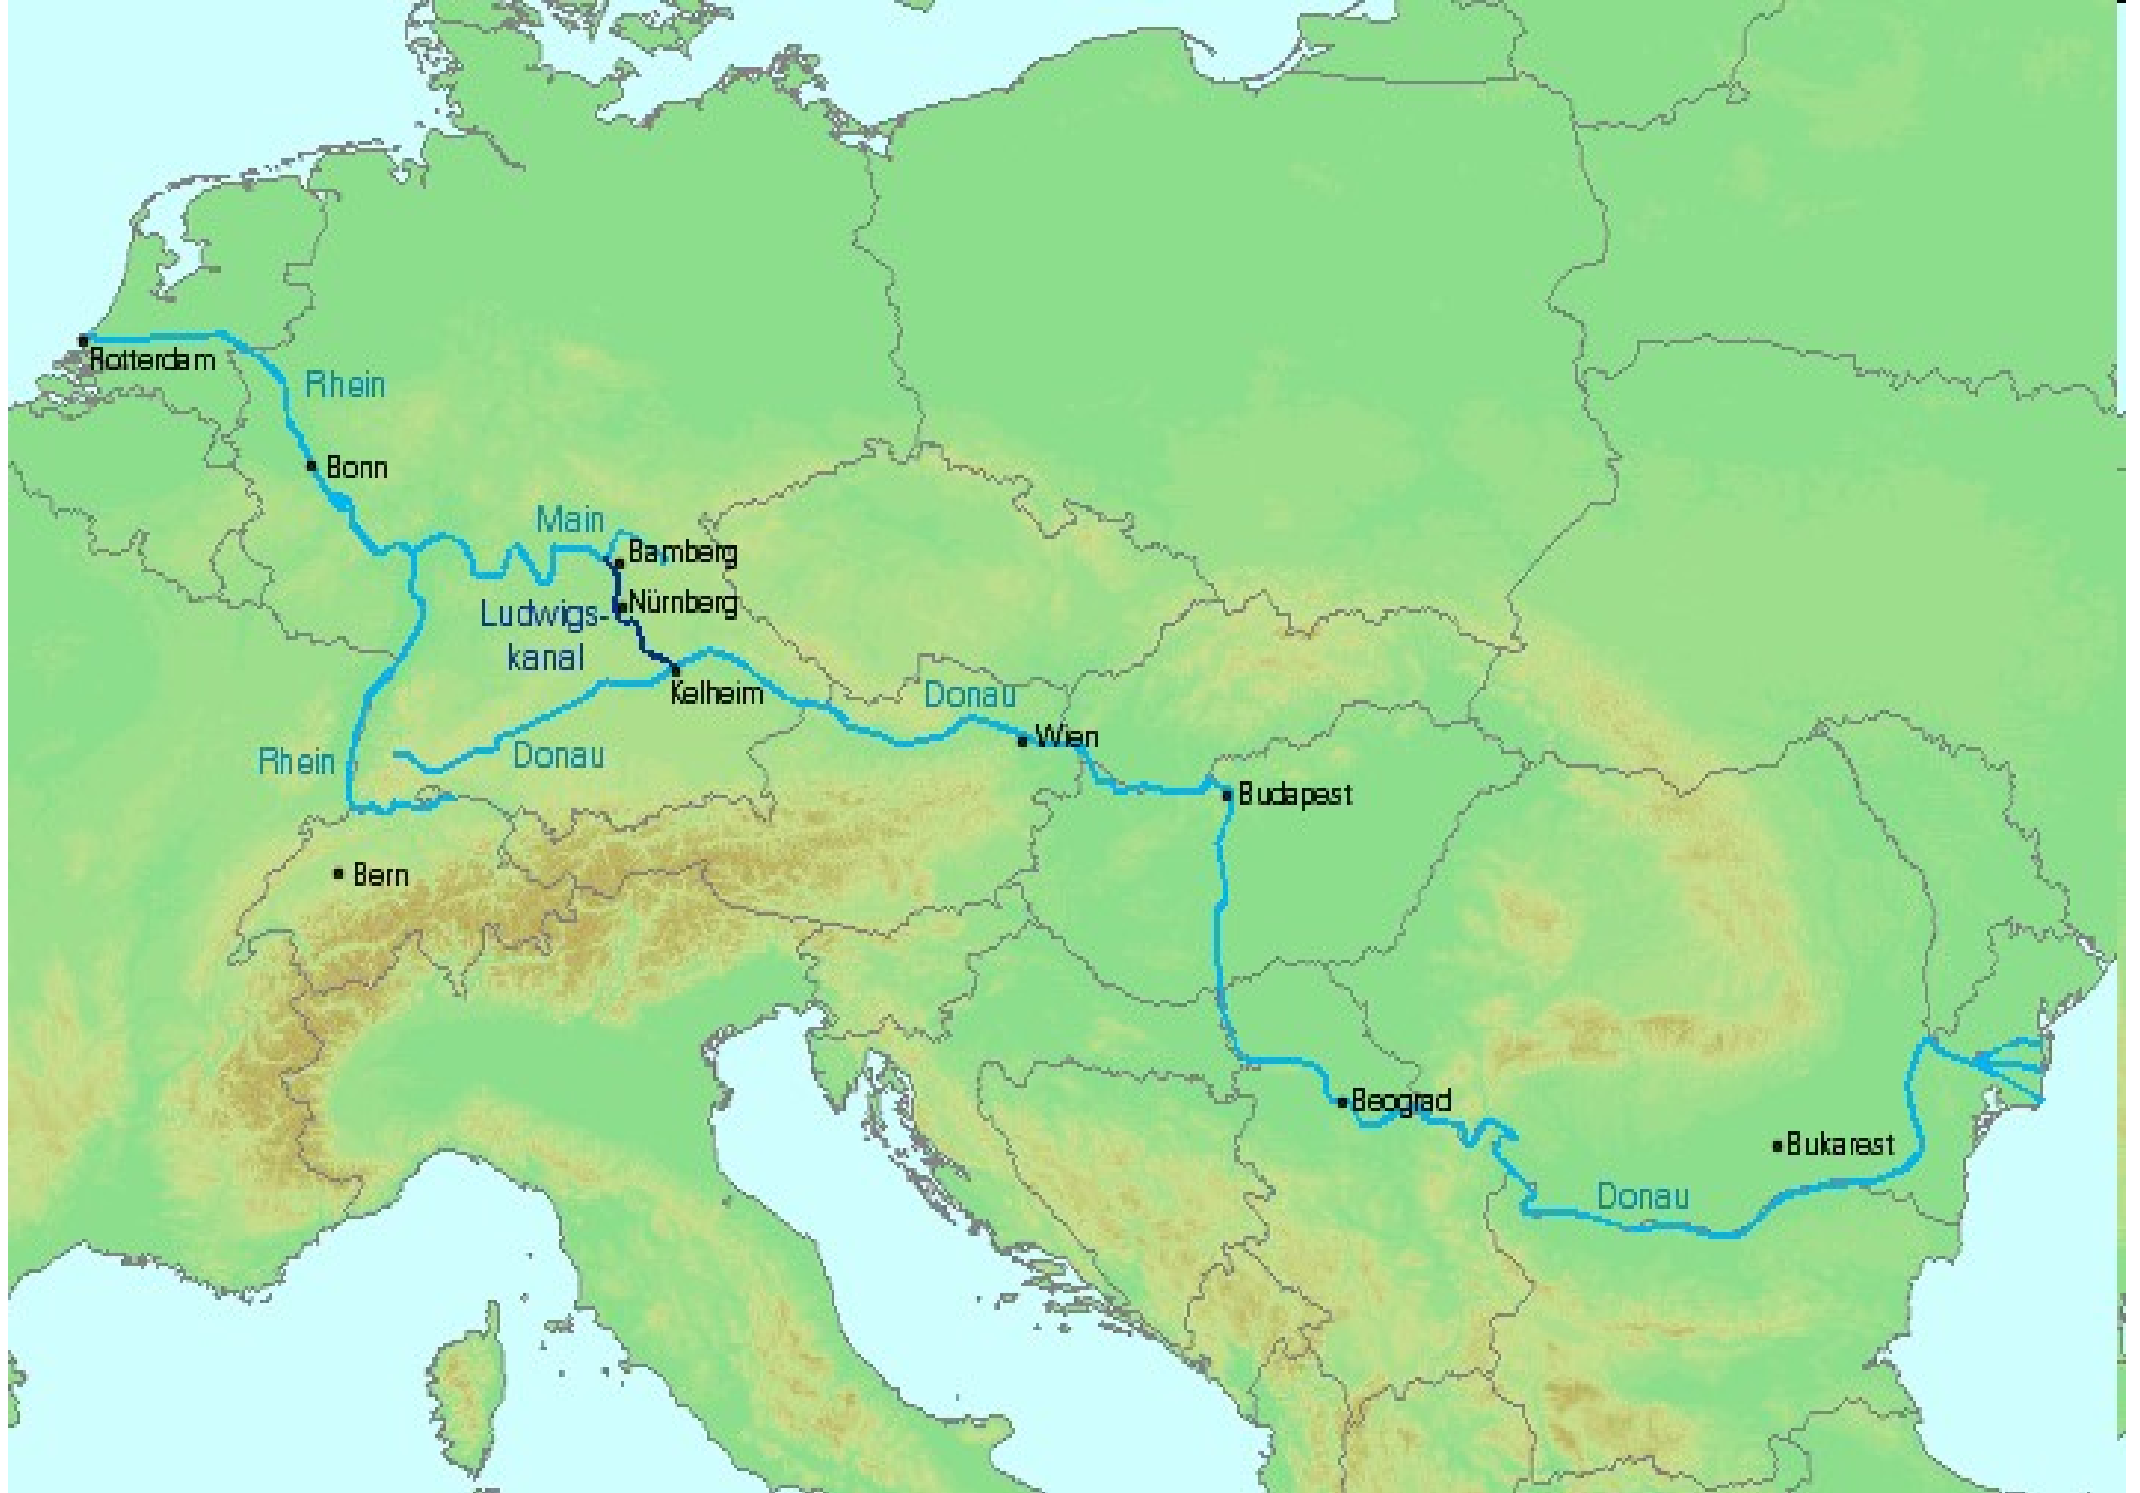 Rotterdam
Rhein
Bonn
Main
Bamberg
Nürnberg
Ludwigs-
kanal
Kelheim
Donau
Wien
Donau
Rhein
Budapest
Bern
Beograd
Bukarest
Donau